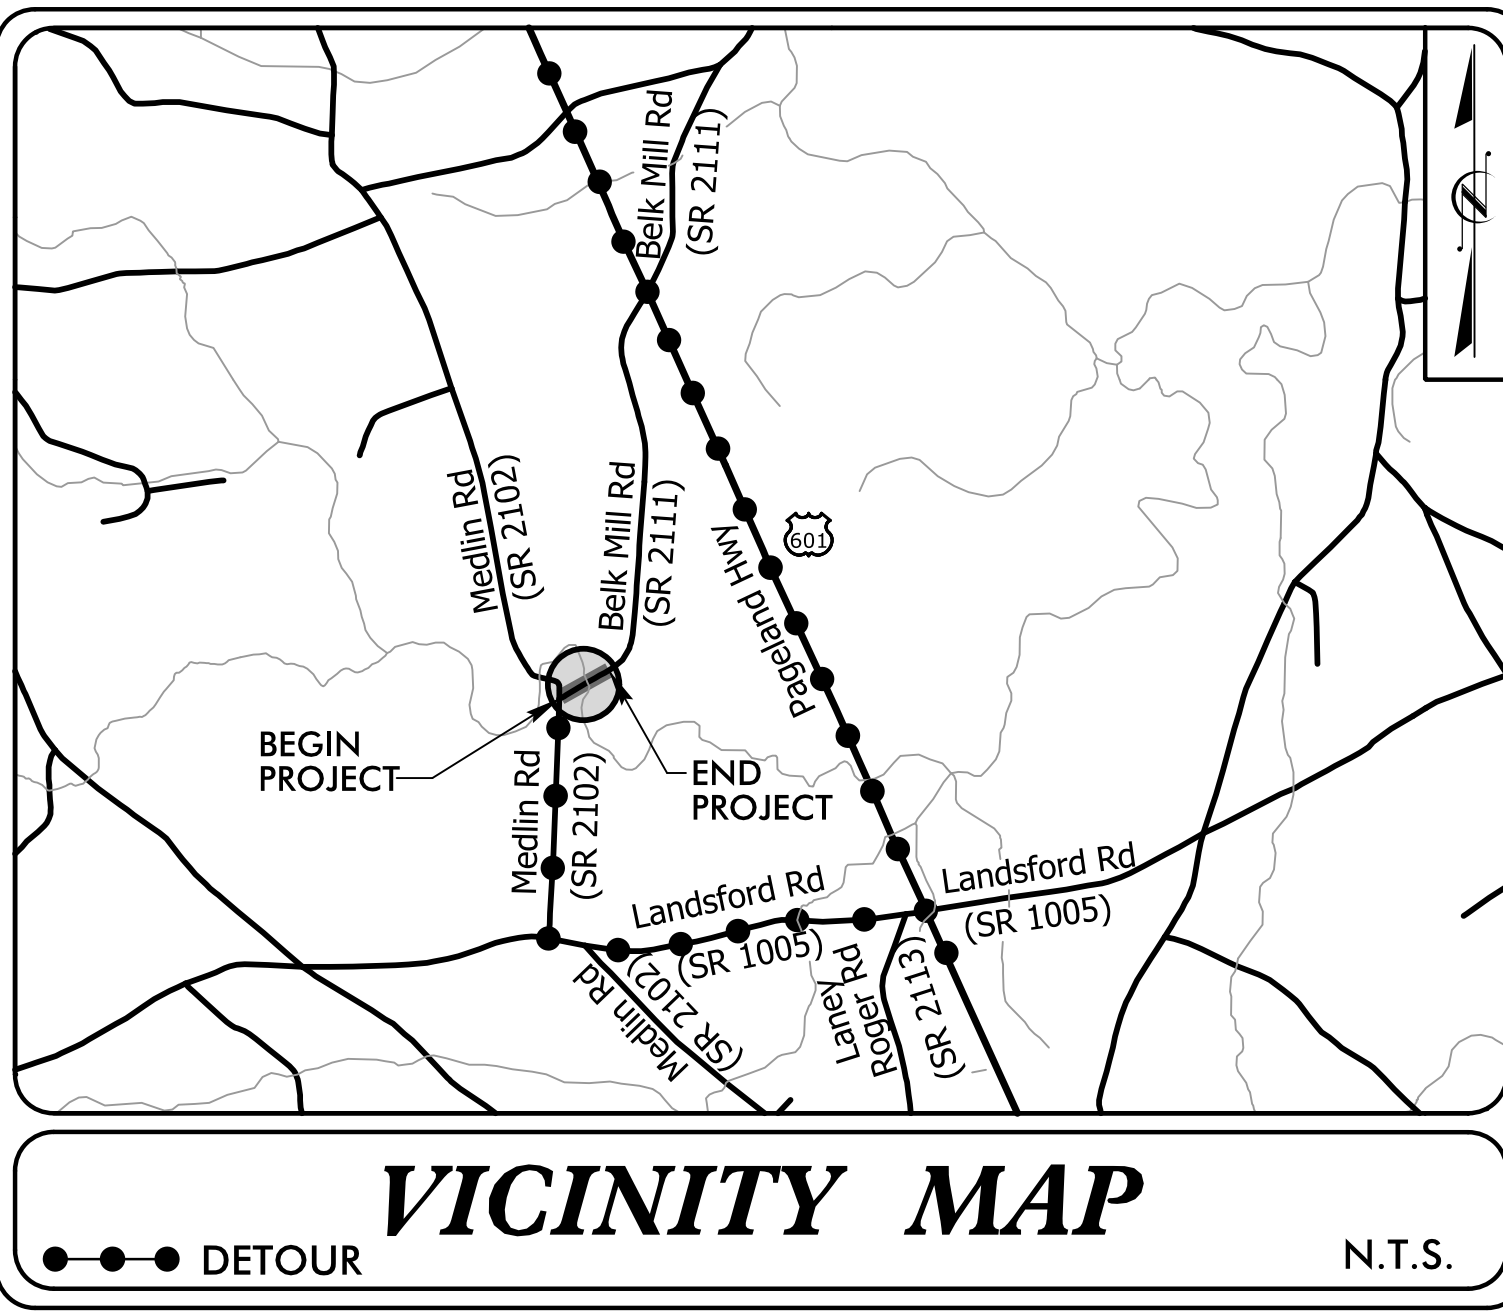 Belk Mill Rd
(SR 2111)
N
Medlin Rd
(SR 2102)
Belk Mill Rd
(SR 2111)
601
Pageland Hwy
BEGIN
PROJECT
END
PROJECT
Medlin Rd
(SR 2102)
Landsford Rd
(SR 1005)
Landsford Rd
(SR 1005)
Medlin Rd
(SR 2102)
Laney
Roger Rd
(SR 2113)
VICINITY MAP
DETOUR
N.T.S.